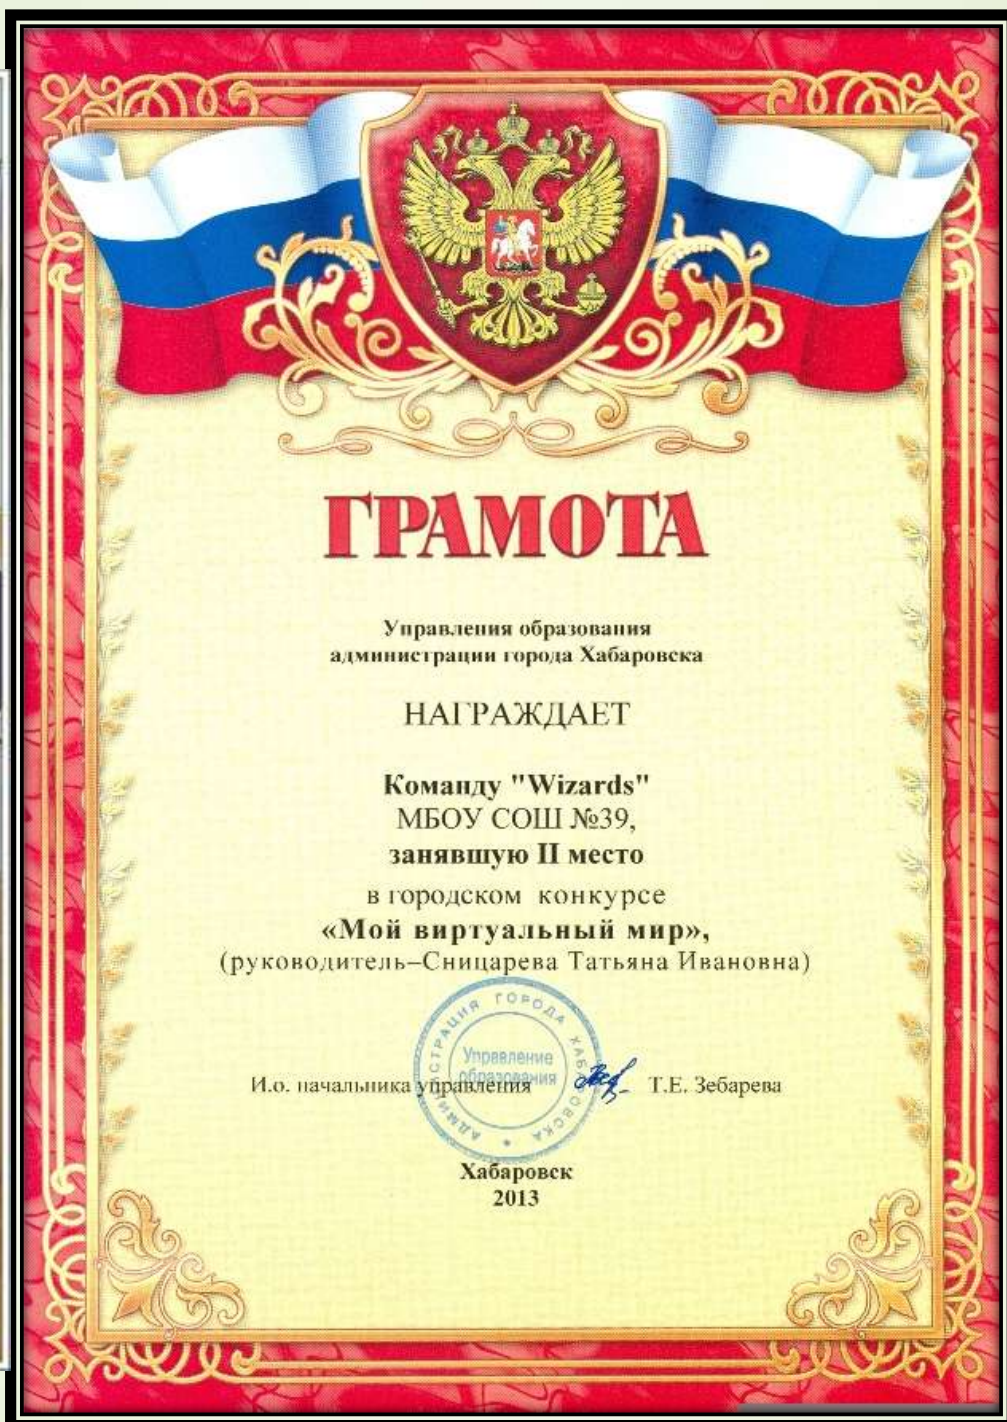 ГРАМОТА
Управления образования
администрации города Хабаровска
НАГРАЖДАЕТ
Команду "Wizards"
МБОУ СОШ №39,
занявшую II место
в городском конкурсе
«Мой виртуальный мир»,
(руководитель–Сницарева Татьяна Ивановна)
АДМИНИСТРАЦИЯ ГОРОДА ХАБАРОВСКА
Управление
образования
И.о. начальника управления Т.Е. Зебарева
Хабаровск
2013